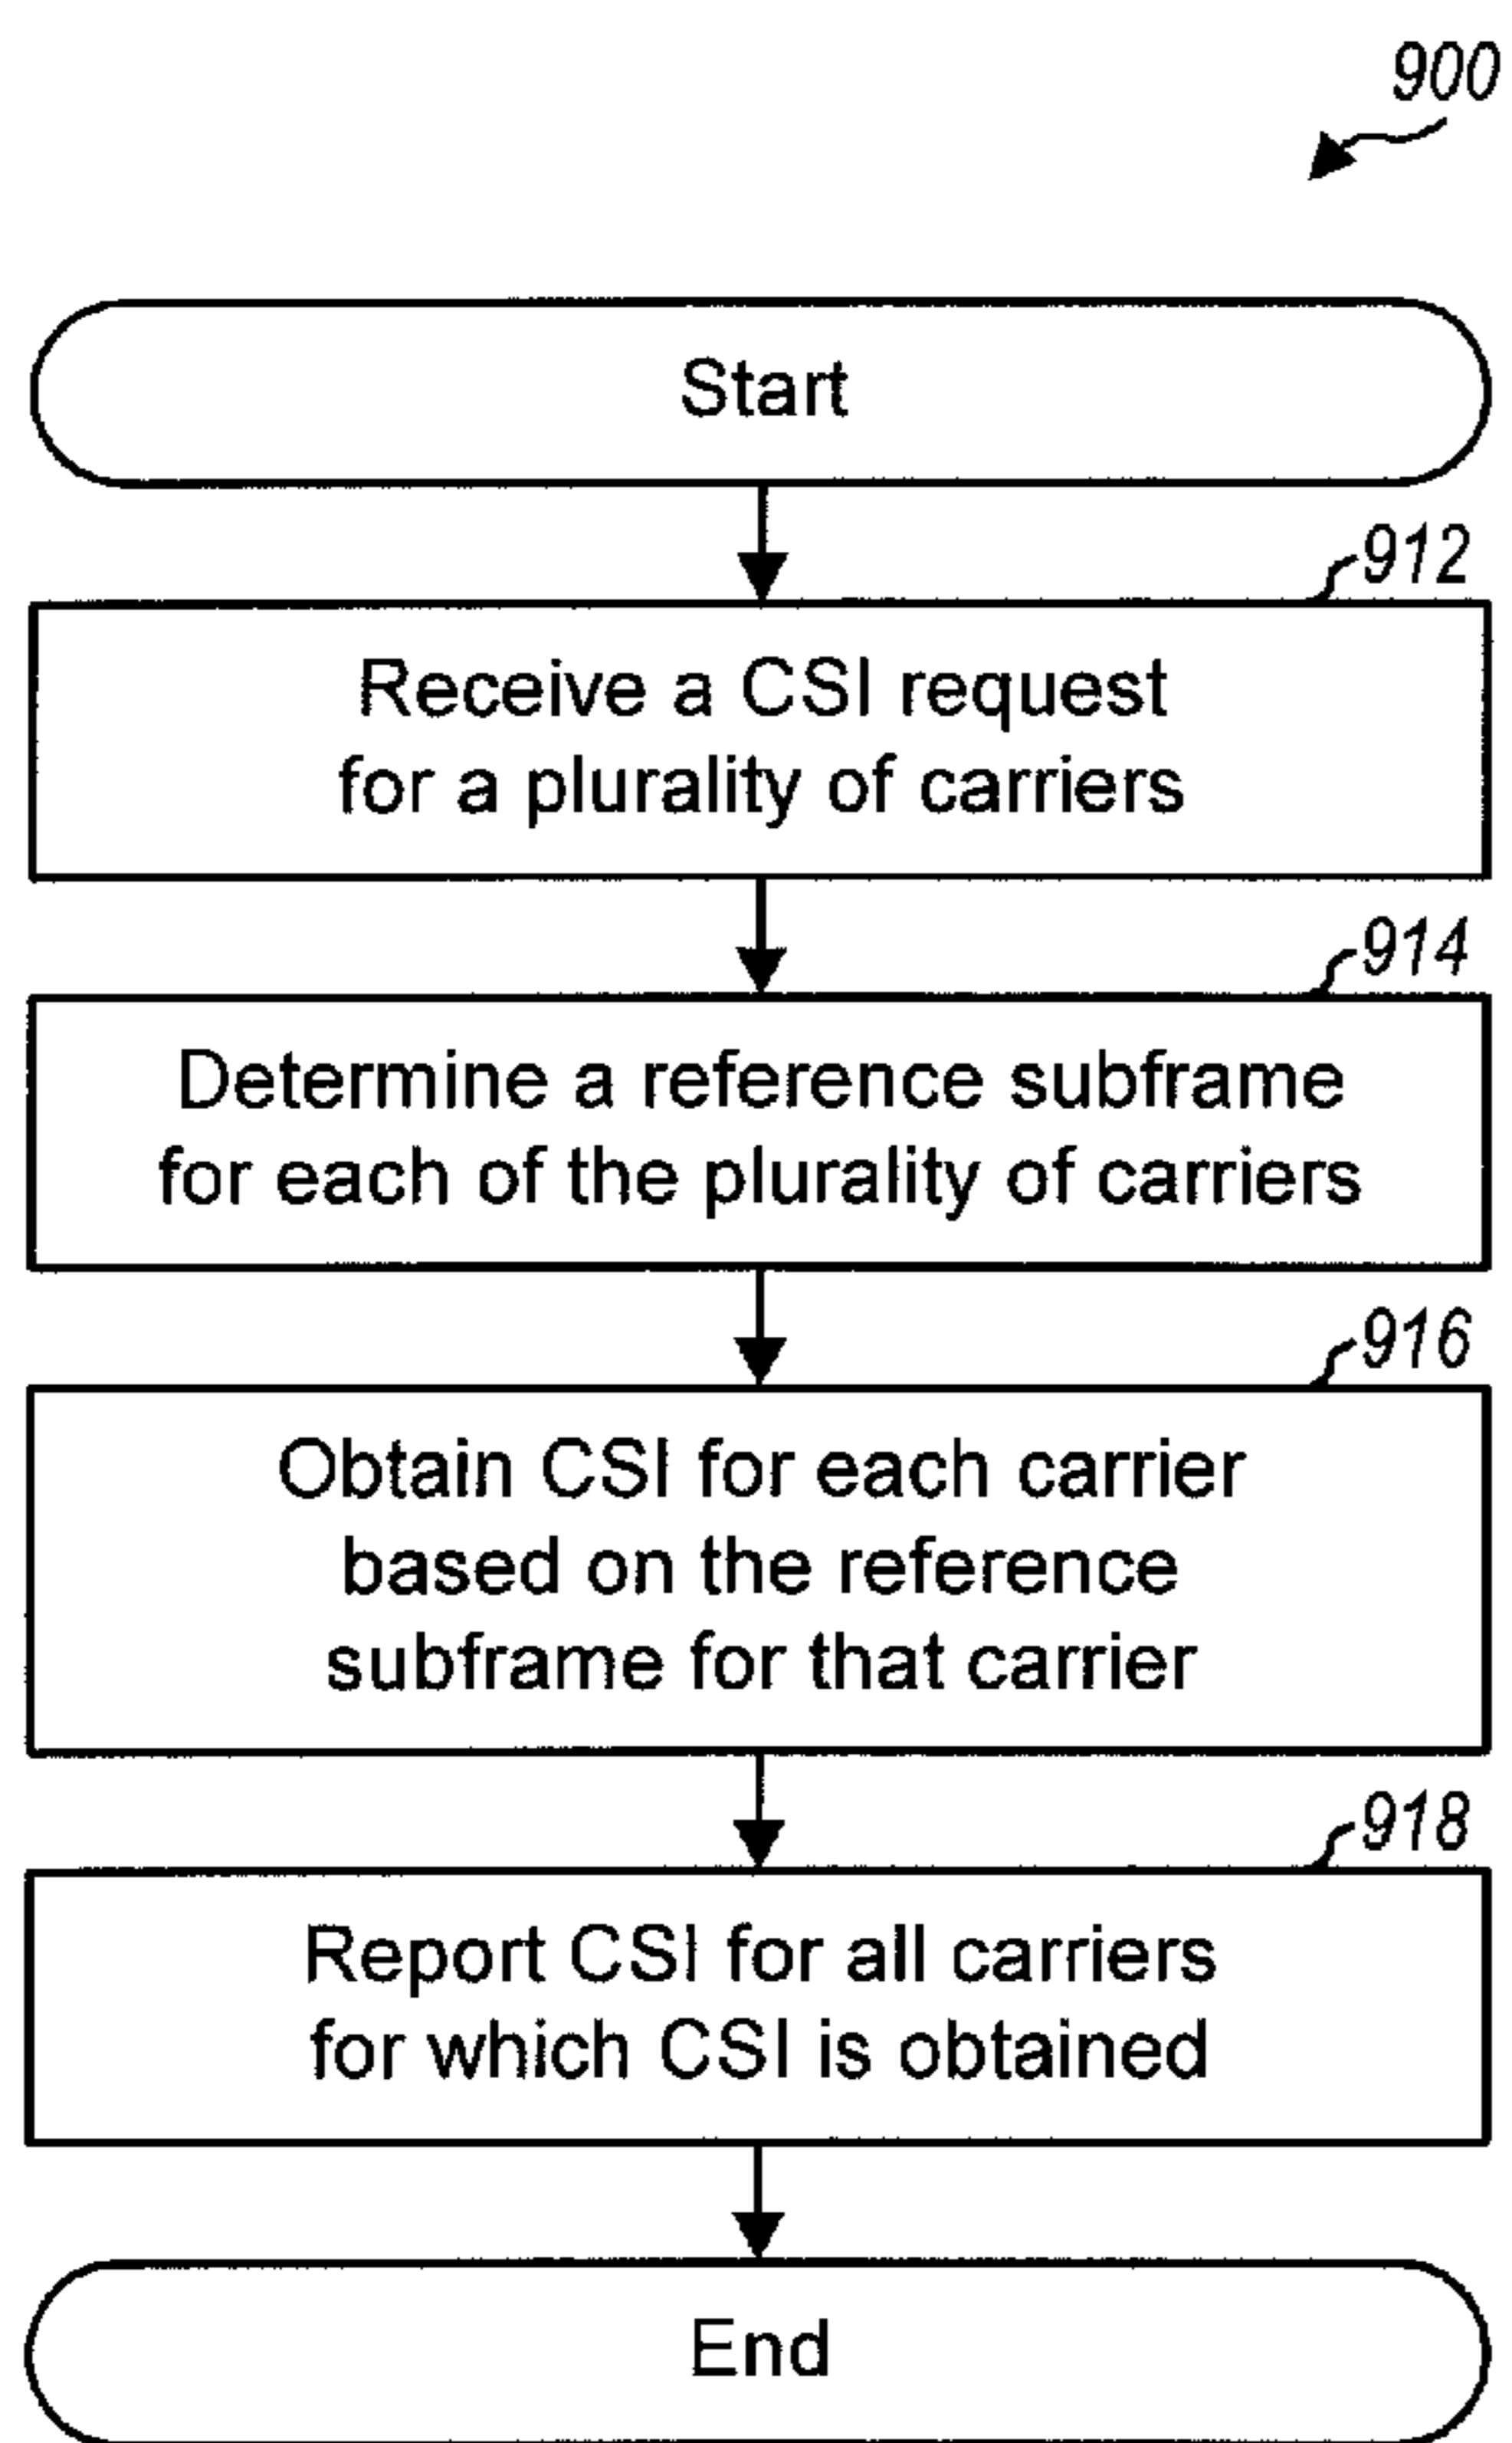 900
Start
912
Receive a CSI request
for a plurality of carriers
914
Determine a reference subframe
for each of the plurality of carriers
916
Obtain CSI for each carrier
based on the reference
subframe for that carrier
918
Report CSI for all carriers
for which CSI is obtained
End